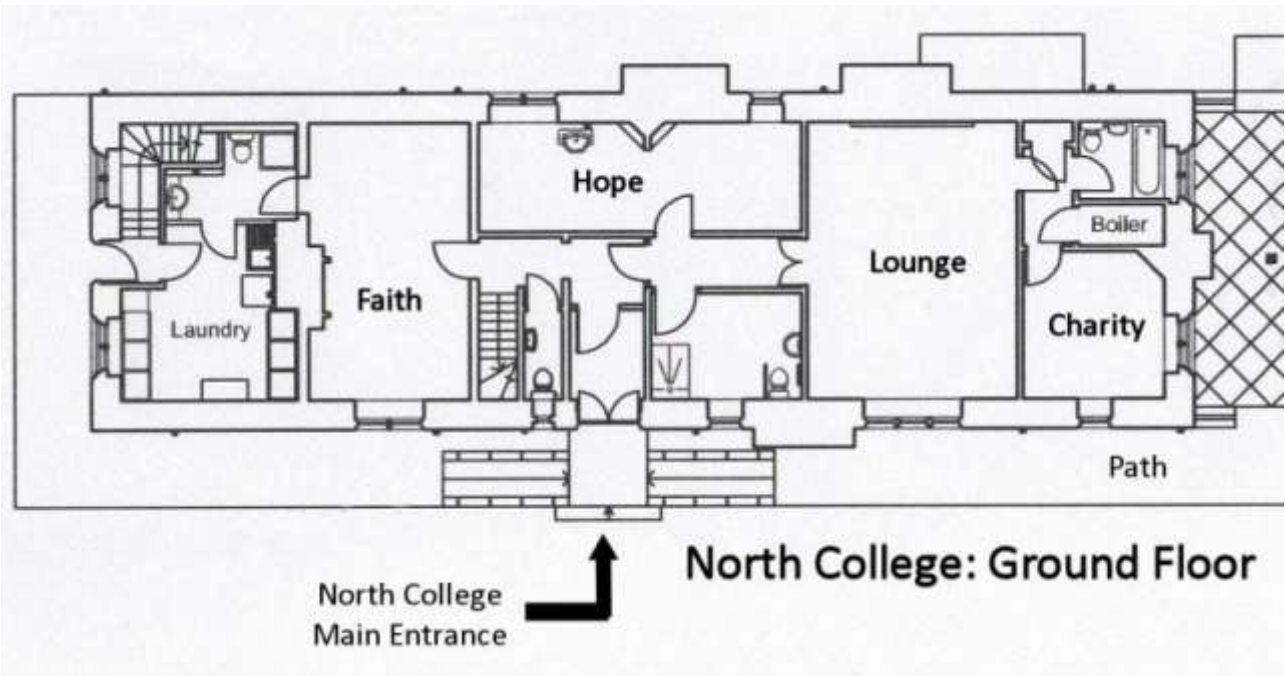 Hope
Boiler
Lounge
Faith
Charity
Laundry
Path
North College: Ground Floor
North College
Main Entrance